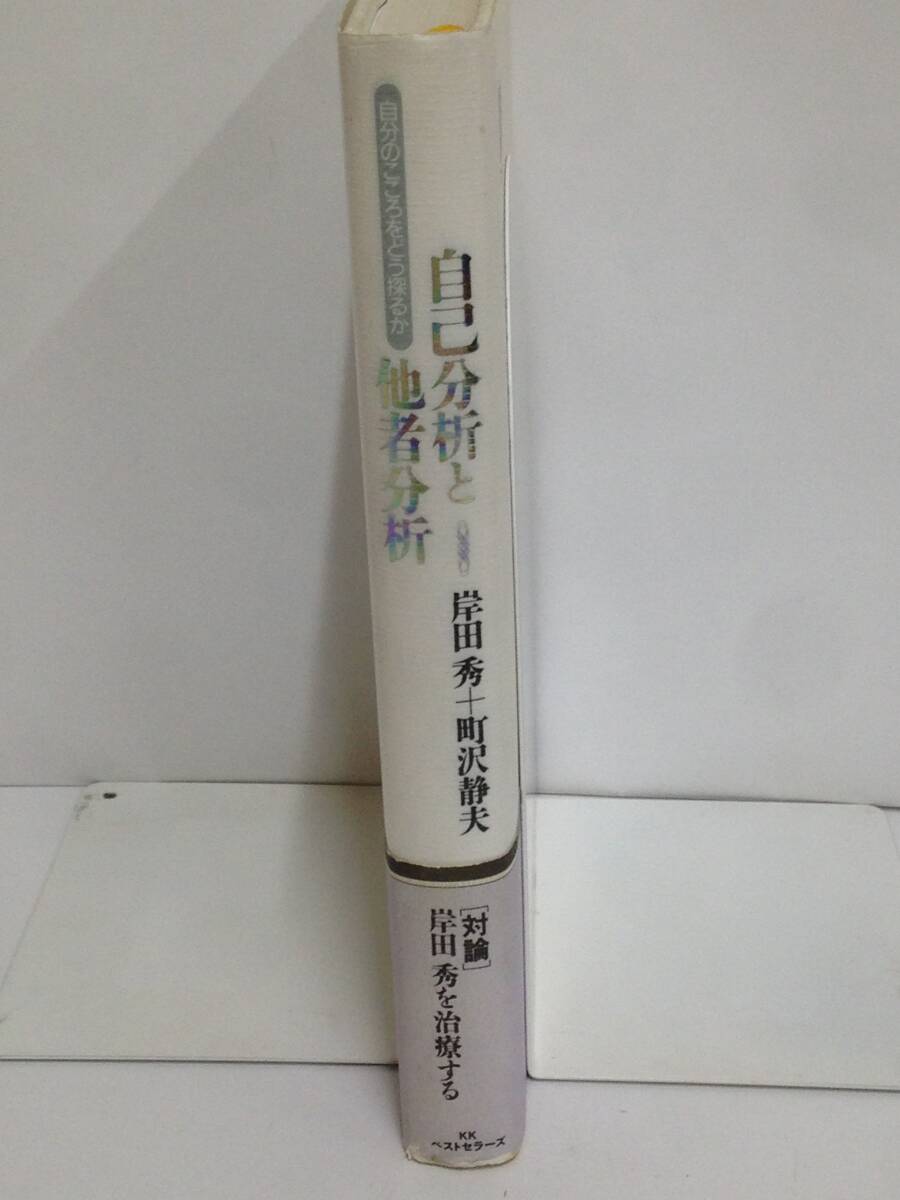 自分のこころをどう探るか
自己分析と
他者分析
岸田 秀+町沢静夫
[対論]
岸田 秀を治療する
KK
ベストセラーズ